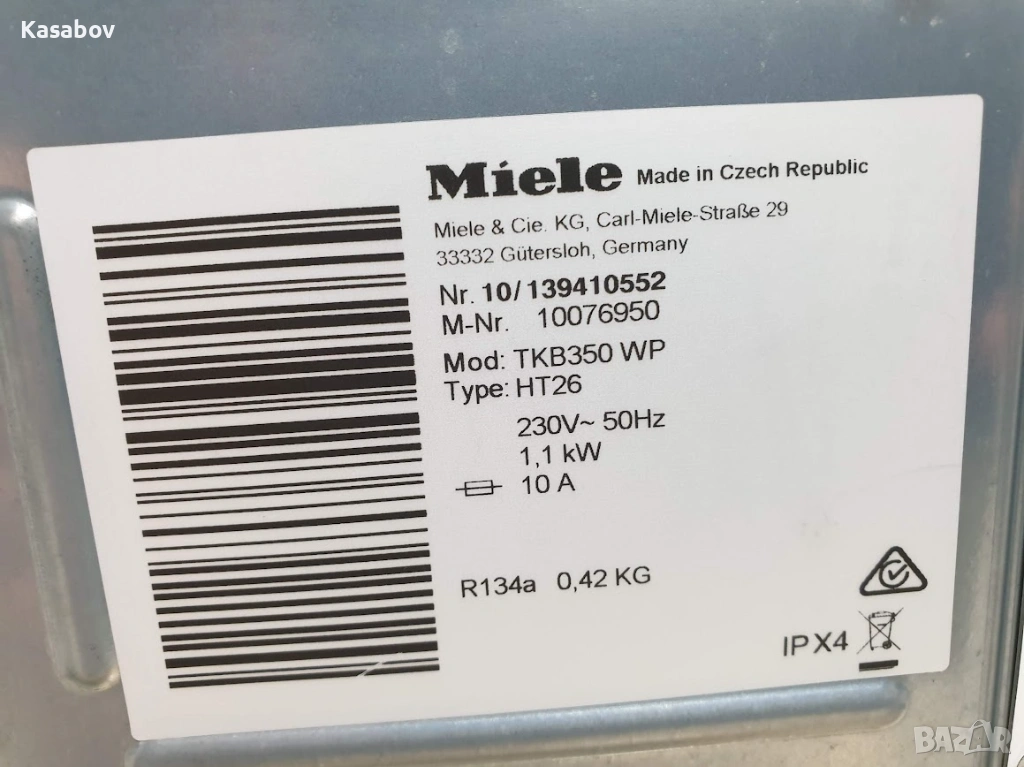 Kasabov
Miele Made in Czech Republic
Miele & Cie. KG, Carl-Miele-Straße 29
33332 Gütersloh, Germany
Nr. 10/ 139410552
M-Nr. 10076950
Mod: TKB350 WP
Type: HT26
230V~ 50Hz
1,1 kW
10 A
R134a 0,42 KG
IPX4
BAZAR